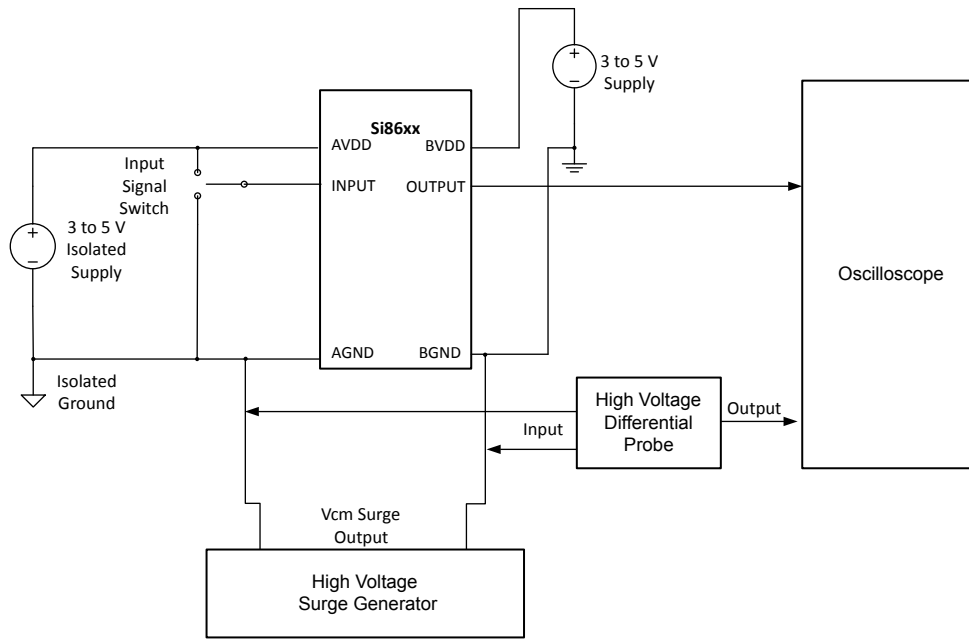 3 to 5 V
Supply
Si86xx
AVDD
BVDD
INPUT
OUTPUT
AGND
BGND
Input
Signal
Switch
3 to 5 V
Isolated
Supply
Isolated
Ground
+
−
+
−
Oscilloscope
High Voltage
Differential
Probe
Input
Output
Vcm Surge
Output
High Voltage
Surge Generator